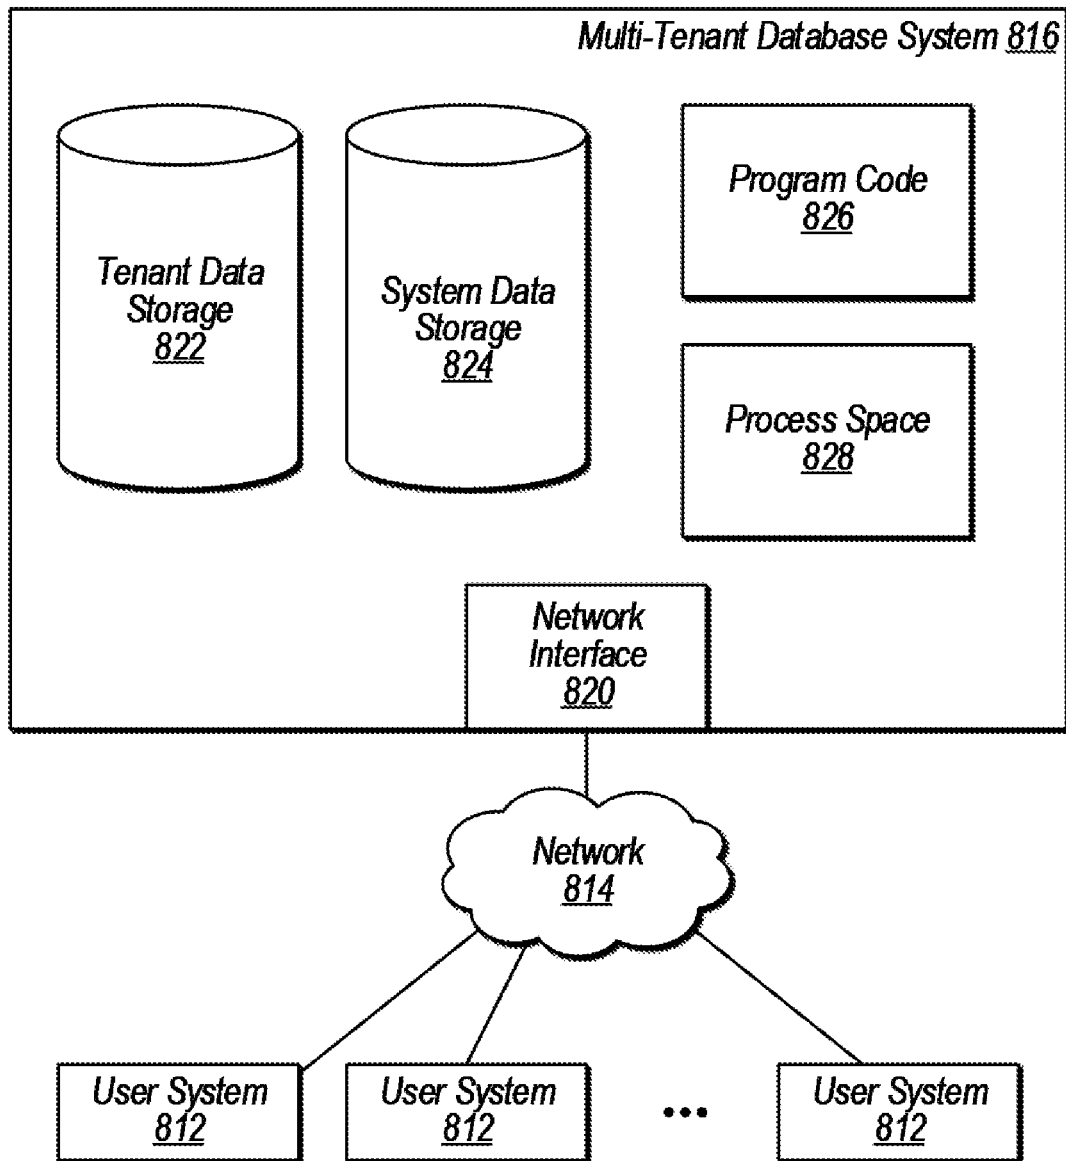 Multi-Tenant Database System 816
Tenant Data
Storage
822
System Data
Storage
824
Program Code
826
Process Space
828
Network
Interface
820
Network
814
User System
812
User System
812
•••
User System
812